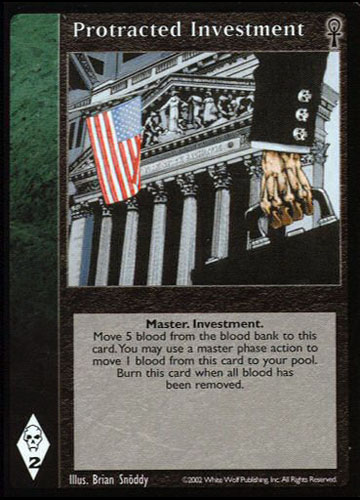 Protracted Investment
Master. Investment.
Move 5 blood from the blood bank to this
card. You may use a master phase action to
move 1 blood from this card to your pool.
Burn this card when all blood has
been removed.
2
Illus. Brian Snöddy
©2002 White Wolf Publishing, Inc. All Rights Reserved.